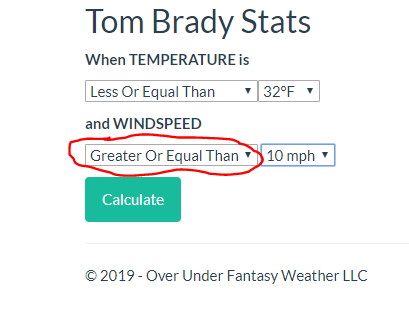 Tom Brady Stats
When TEMPERATURE is
Less Or Equal Than 32°F
and WINDSPEED
Greater Or Equal Than 10 mph
Calculate
© 2019 - Over Under Fantasy Weather LLC